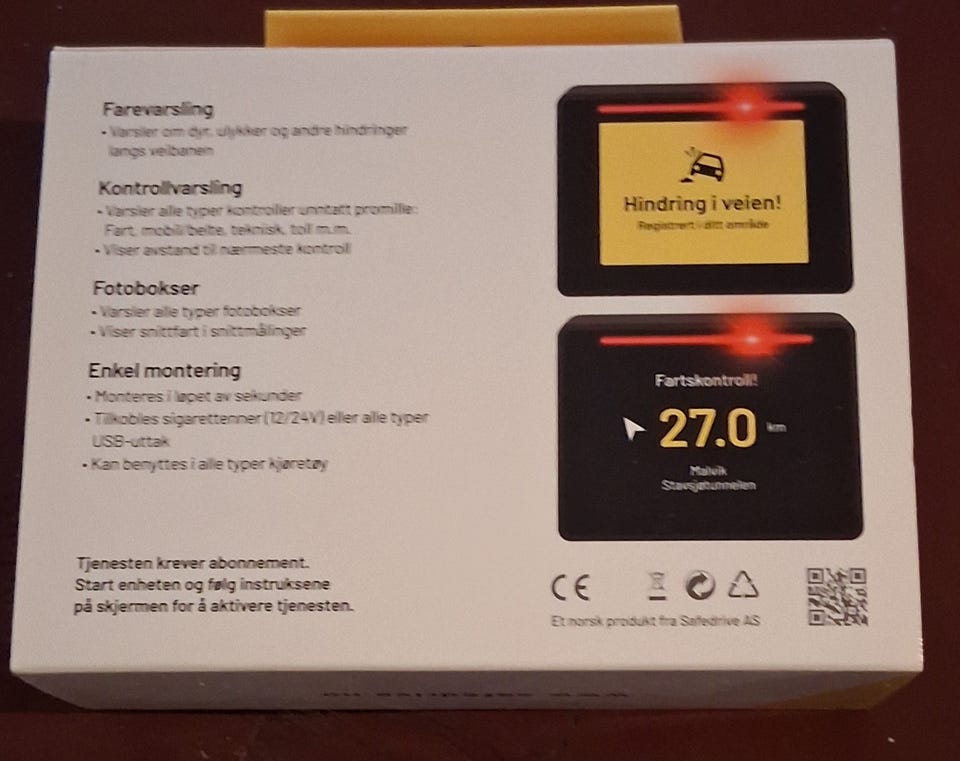 Farevarsling
• Varsler om dyr, ulykker og andre hindringer
langs veibanen
Kontrollvarsling
• Varsler alle typer kontroller unntatt promille:
Fart, mobil/belte, teknisk, toll m.m.
• Viser avstand til nærmeste kontroll
Fotobokser
• Varsler alle typer fotobokser
• Viser snittfart i snittmålinger
Enkel montering
• Monteres i løpet av sekunder
• Tilkobles sigarettenner (12/24V) eller alle typer
USB-uttak
• Kan benyttes i alle typer kjøretøy
Tjenesten krever abonnement.
Start enheten og følg instruksene
på skjermen for å aktivere tjenesten.
Hindring i veien!
Registrert i ditt område
Fartskontroll!
27.0 km
Malvik
Stavsjøtunnelen
CE
Et norsk produkt fra Safedrive AS